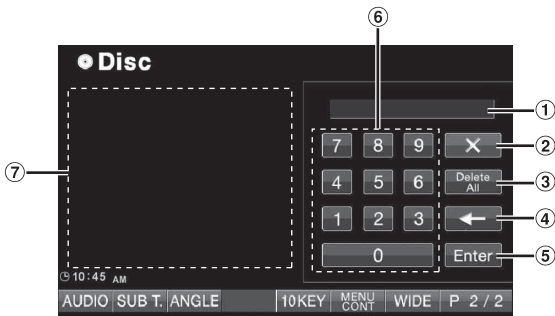 6
Disc
1
7 8 9 X 2
7
4 5 6 Delete All 3
1 2 3 ← 4
0 Enter 5
10:45 AM
AUDIO SUB T. ANGLE 10KEY MENU CONT WIDE P 2/2